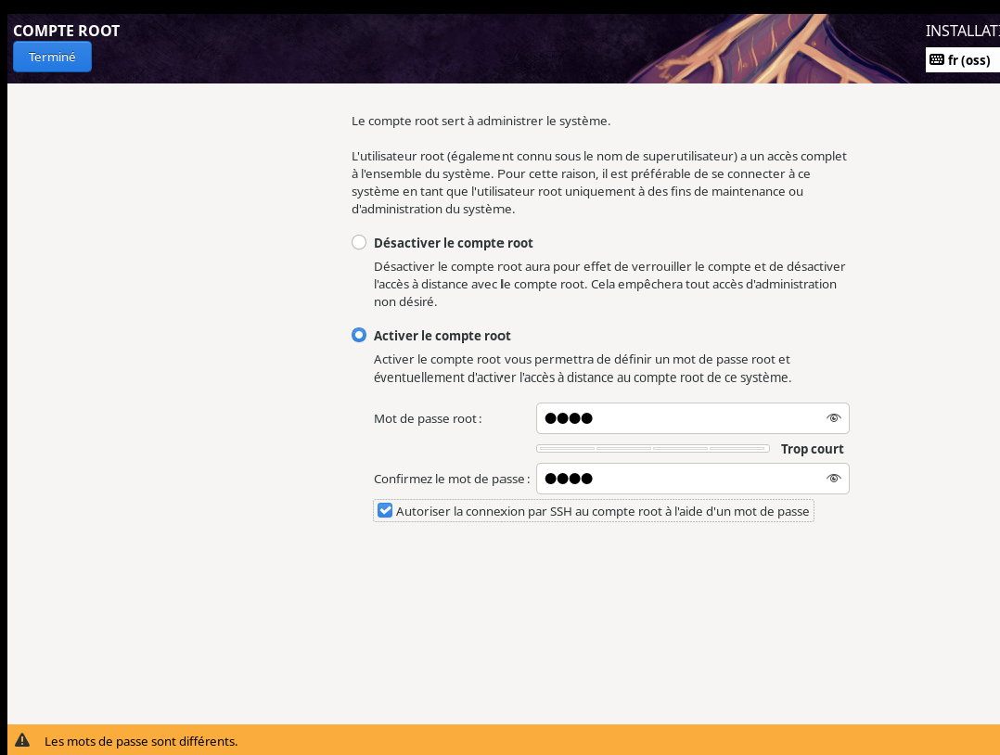 COMPTE ROOT
Terminé
INSTALLATI
fr (oss)
Le compte root sert à administrer le système.
L'utilisateur root (également connu sous le nom de superutilisateur) a un accès complet
à l'ensemble du système. Pour cette raison, il est préférable de se connecter à ce
système en tant que l'utilisateur root uniquement à des fins de maintenance ou
d'administration du système.
Désactiver le compte root
Désactiver le compte root aura pour effet de verrouiller le compte et de désactiver
l'accès à distance avec le compte root. Cela empêchera tout accès d'administration
non désiré.
Activer le compte root
Activer le compte root vous permettra de définir un mot de passe root et
éventuellement d'activer l'accès à distance au compte root de ce système.
Mot de passe root :
Trop court
Confirmez le mot de passe :
Autoriser la connexion par SSH au compte root à l'aide d'un mot de passe
Les mots de passe sont différents.